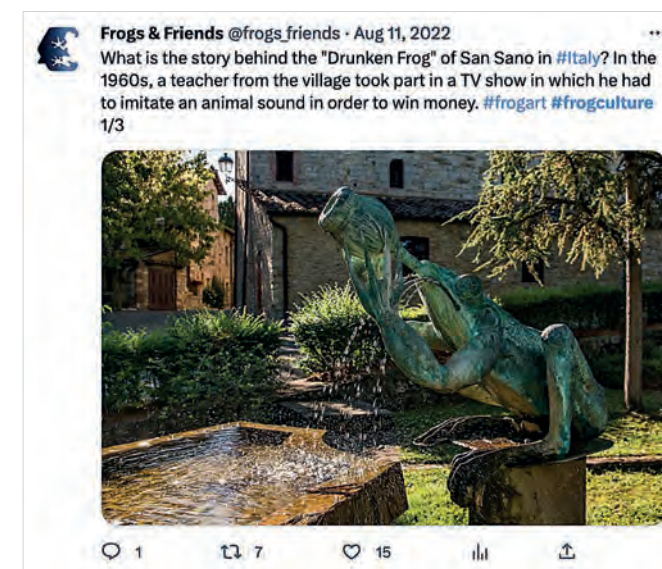 Frogs & Friends @frogs_friends · Aug 11, 2022
What is the story behind the "Drunken Frog" of San Sano in #Italy? In the
1960s, a teacher from the village took part in a TV show in which he had
to imitate an animal sound in order to win money. #frogart #frogculture
1/3
1 7 15